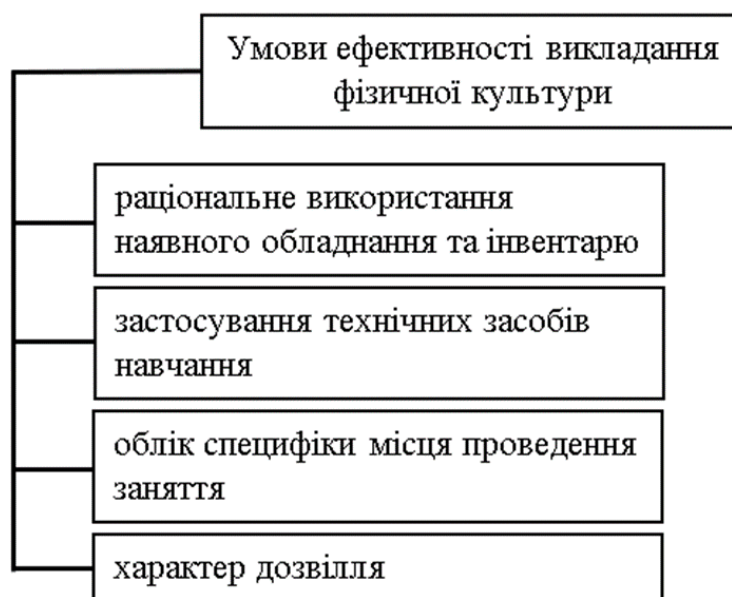 Умови ефективності викладання
фізичної культури
раціональне використання
наявного обладнання та інвентарю
застосування технічних засобів
навчання
облік специфіки місця проведення
заняття
характер дозвілля